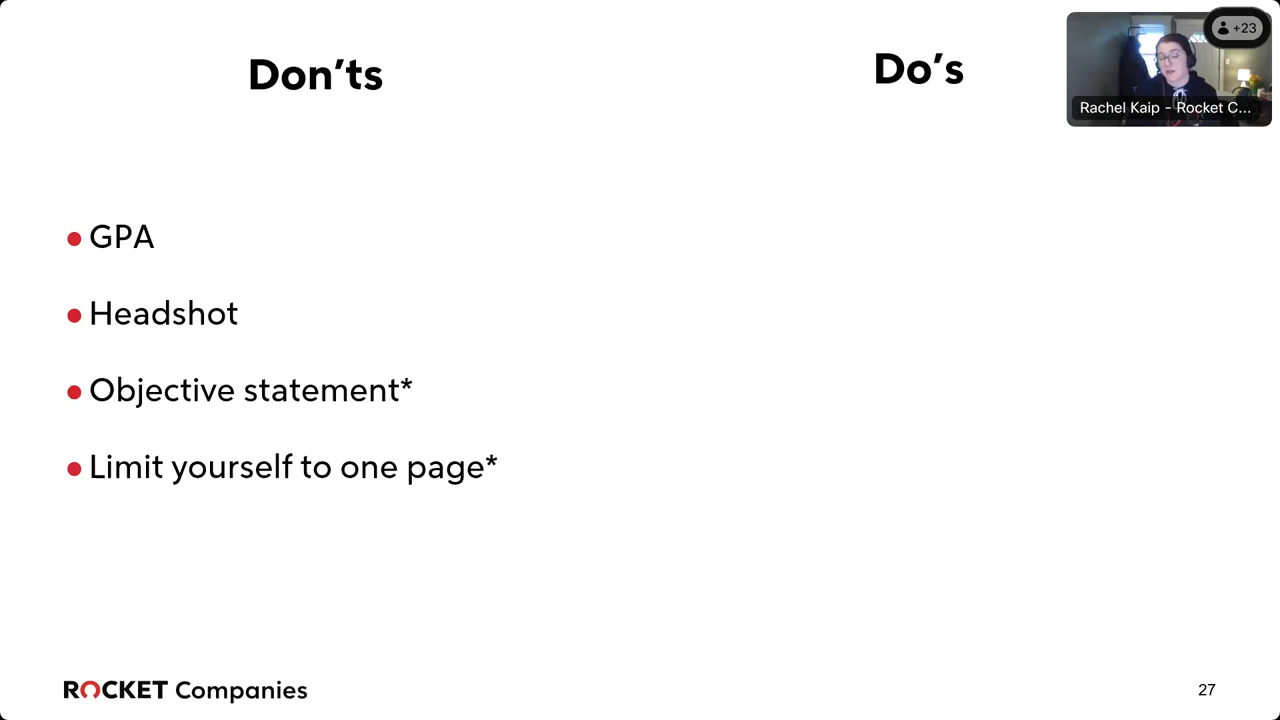 Don'ts
Do's
+23
Rachel Kaip - Rocket C...
GPA
Headshot
Objective statement*
Limit yourself to one page*
ROCKET Companies
27